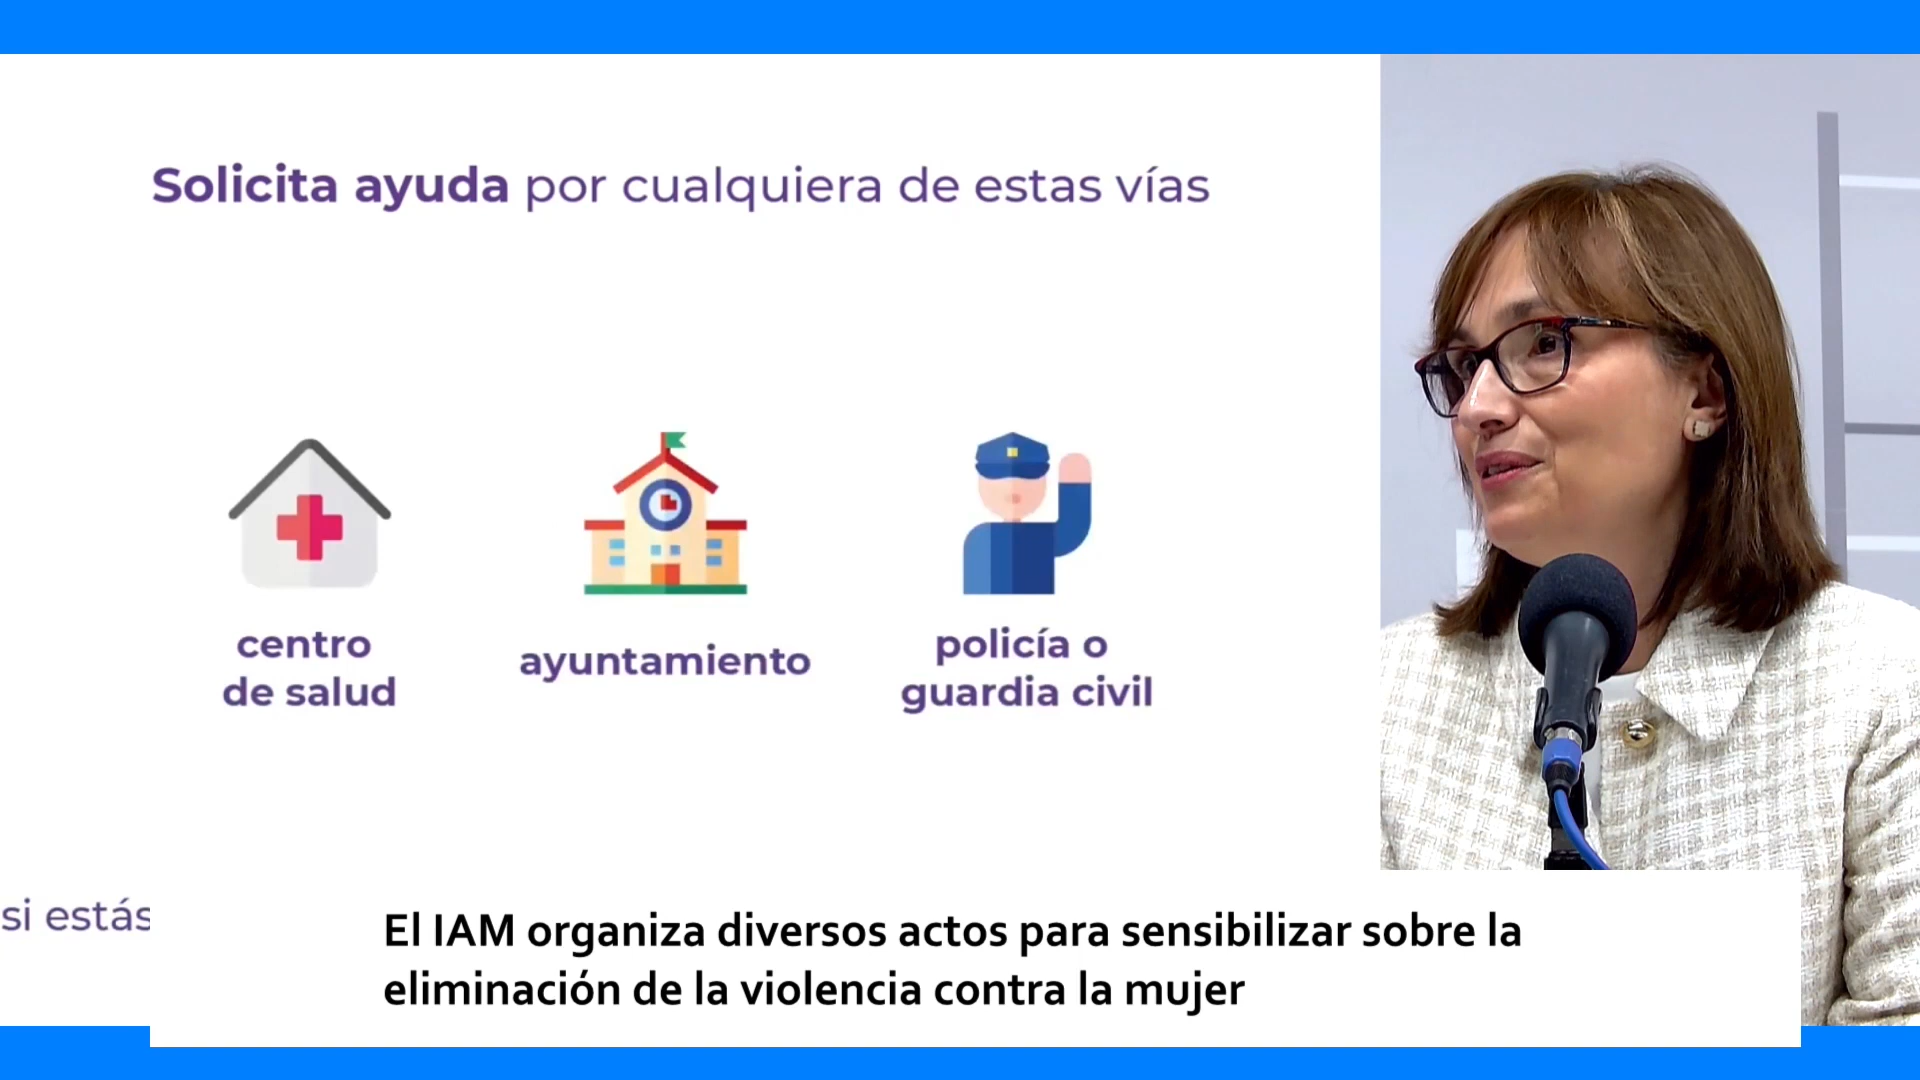 Solicita ayuda por cualquiera de estas vías
centro
de salud
ayuntamiento
policía o
guardia civil
si estás
El IAM organiza diversos actos para sensibilizar sobre la
eliminación de la violencia contra la mujer